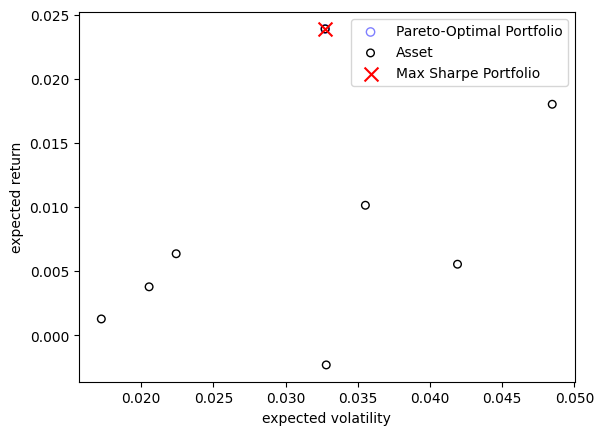 Pareto-Optimal Portfolio
Asset
Max Sharpe Portfolio
expected return
0.025
0.020
0.015
0.010
0.005
0.000
0.020 0.025 0.030 0.035 0.040 0.045 0.050
expected volatility